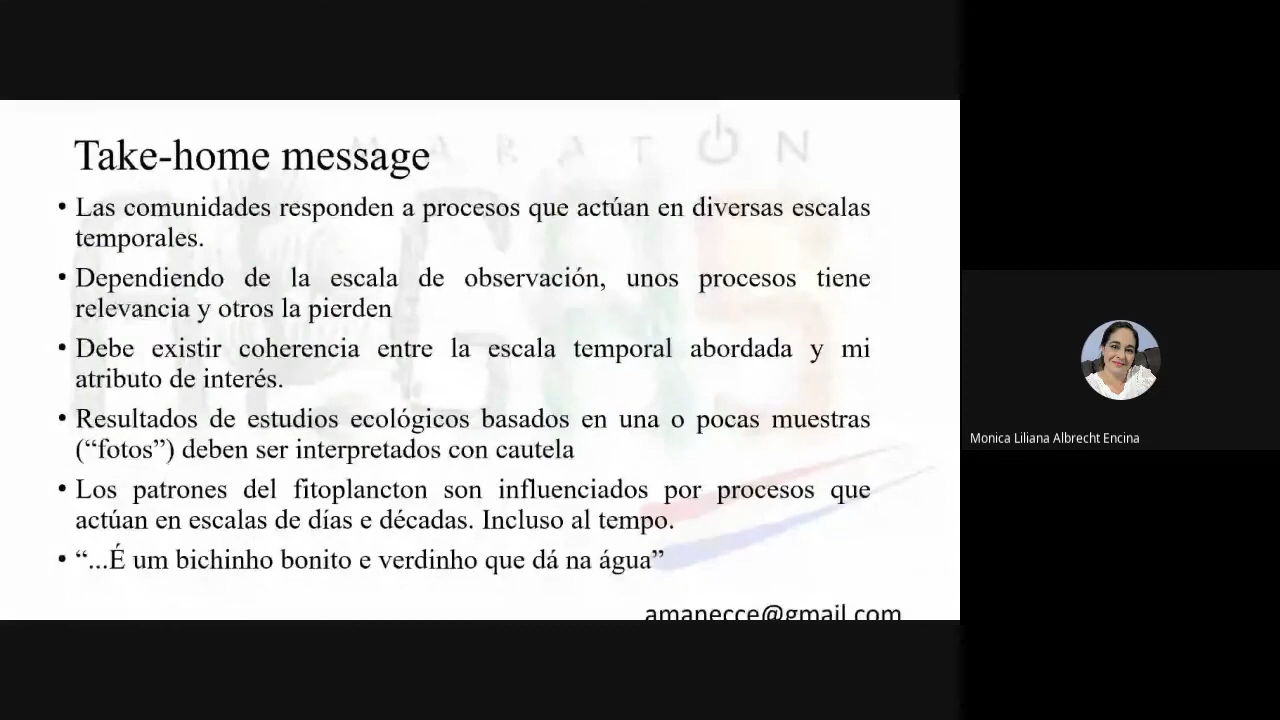 MARATÓN
Take-home message
• Las comunidades responden a procesos que actúan en diversas escalas
temporales.
• Dependiendo de la escala de observación, unos procesos tiene
relevancia y otros la pierden
• Debe existir coherencia entre la escala temporal abordada y mi
atributo de interés.
• Resultados de estudios ecológicos basados en una o pocas muestras
(“fotos”) deben ser interpretados con cautela
• Los patrones del fitoplancton son influenciados por procesos que
actúan en escalas de días e décadas. Incluso al tempo.
• “...É um bichinho bonito e verdinho que dá na água”
amanecce@gmail.com
Monica Liliana Albrecht Encina